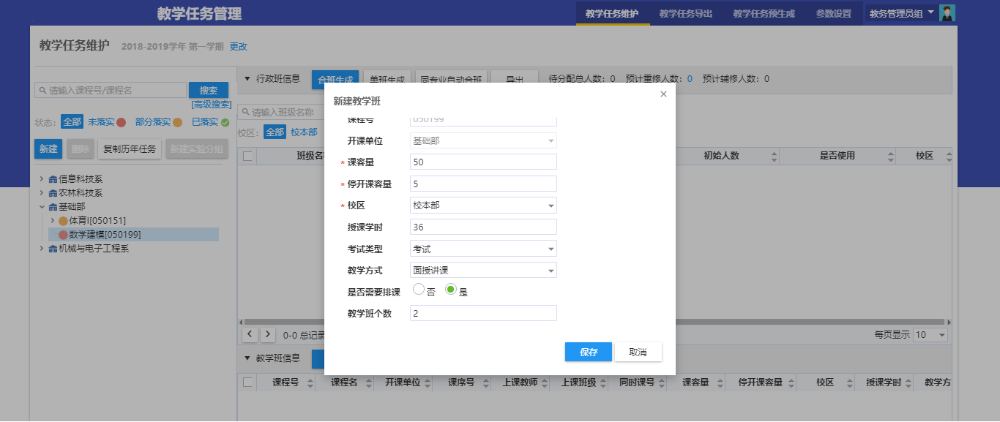 教学任务管理
教学任务维护 教学任务导出 教学任务预生成 参数设置 教务管理员组
教学任务维护 2018-2019学年 第一学期 更改
请输入课程号/课程名 搜索
[高级搜索]
状态: 全部 未落实 部分落实 已落实
新建 删除 复制历年任务 新建实验分组
信息科技系
农林科技系
基础部
体育I[050151]
数学建模[050199]
机械与电子工程系
行政班信息 合班生成 单班生成 同专业自动合班 导出 待分配总人数: 0 预计重修人数: 0 预计辅修人数: 0
请输入班级名称
校区: 全部 校本部
班级名 初始人数 是否使用 校区
0-0 总记录 每页显示 10
教学班信息
课程号 课程名 开课单位 课序号 上课教师 上课班级 同时课号 课容量 停开课容量 校区 授课学时 教学方
新建教学班 ×
课程号 050199
开课单位 基础部
* 课容量 50
* 停开课容量 5
* 校区 校本部
授课学时 36
考试类型 考试
教学方式 面授讲课
是否需要排课 否 是
教学班个数 2
保存 取消